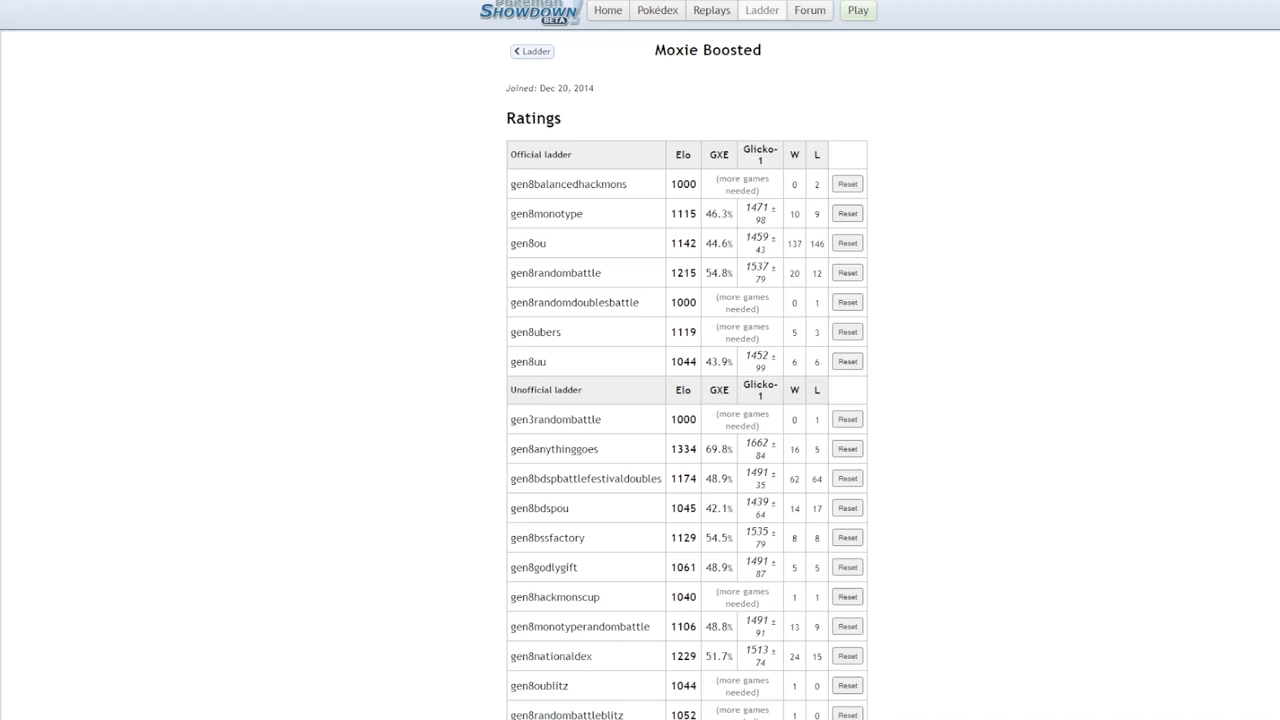 Pokémon
SHOWDOWN
BETA
Home Pokédex Replays Ladder Forum Play
Ladder
Moxie Boosted
Joined: Dec 20, 2014
Ratings
Official ladder Elo GXE Glicko-1 W L
gen8balancedhackmons 1000 (more games needed) 0 2 Reset
gen8monotype 1115 46.3% 1471 ± 98 10 9 Reset
gen8ou 1142 44.6% 1459 ± 43 137 146 Reset
gen8randombattle 1215 54.8% 1537 ± 79 20 12 Reset
gen8randomdoublesbattle 1000 (more games needed) 0 1 Reset
gen8ubers 1119 (more games needed) 5 3 Reset
gen8uu 1044 43.9% 1452 ± 99 6 6 Reset
Unofficial ladder Elo GXE Glicko-1 W L
gen3randombattle 1000 (more games needed) 0 1 Reset
gen8anythinggoes 1334 69.8% 1662 ± 84 16 5 Reset
gen8bdspbattlefestivaldoubles 1174 48.9% 1491 ± 35 62 64 Reset
gen8bdspou 1045 42.1% 1439 ± 64 14 17 Reset
gen8bssfactory 1129 54.5% 1535 ± 79 8 8 Reset
gen8godlygift 1061 48.9% 1491 ± 87 5 5 Reset
gen8hackmonscup 1040 (more games needed) 1 1 Reset
gen8monotyperandombattle 1106 48.8% 1491 ± 91 13 9 Reset
gen8nationaldex 1229 51.7% 1513 ± 74 24 15 Reset
gen8oublitz 1044 (more games needed) 1 0 Reset
gen8randombattleblitz 1052 (more games 1 0 Reset